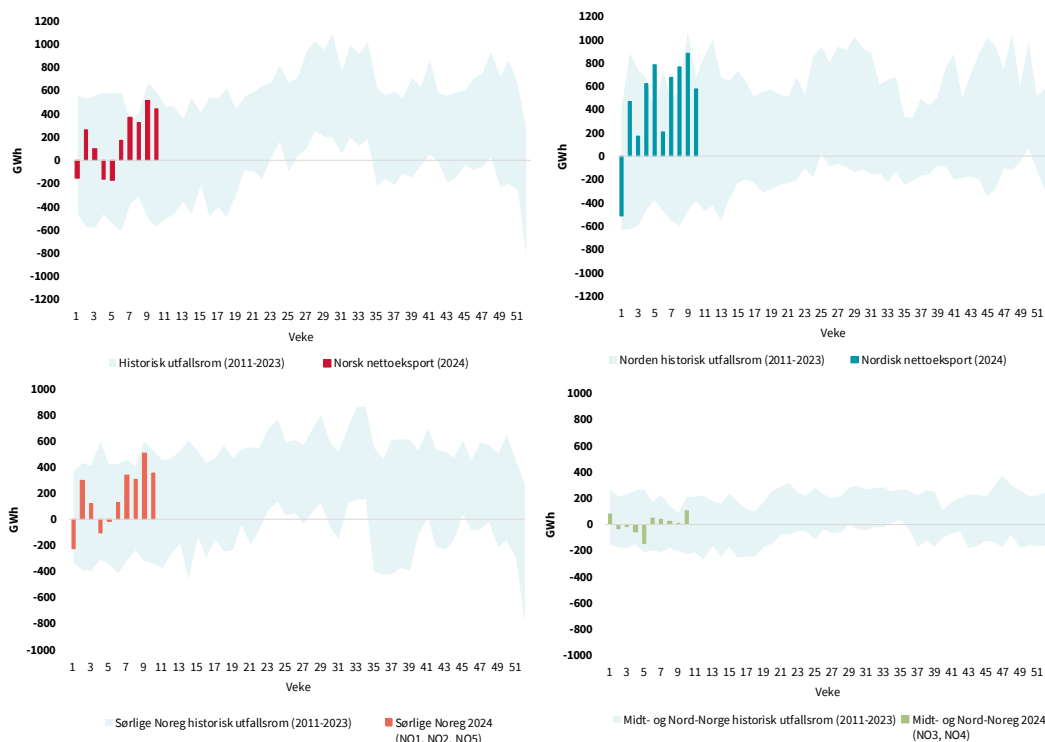 1200
1000
800
600
400
200
0
-200
-400
-600
-800
-1000
-1200
GWh
1 3 5 7 9 11 13 15 17 19 21 23 25 27 29 31 33 35 37 39 41 43 45 47 49 51
Veke
Historisk utfallsrom (2011-2023) Norsk nettoeksport (2024)
1200
1000
800
600
400
200
0
-200
-400
-600
-800
-1000
-1200
GWh
1 3 5 7 9 11 13 15 17 19 21 23 25 27 29 31 33 35 37 39 41 43 45 47 49 51
Veke
Norden historisk utfallsrom (2011-2023) Nordisk nettoeksport (2024)
1000
800
600
400
200
0
-200
-400
-600
-800
-1000
GWh
1 3 5 7 9 11 13 15 17 19 21 23 25 27 29 31 33 35 37 39 41 43 45 47 49 51
Veke
Sørlige Noreg historisk utfallsrom (2011-2023) Sørlige Noreg 2024
(NO1, NO2, NO5)
1000
800
600
400
200
0
-200
-400
-600
-800
-1000
GWh
1 3 5 7 9 11 13 15 17 19 21 23 25 27 29 31 33 35 37 39 41 43 45 47 49 51
Veke
Midt- og Nord-Norge historisk utfallsrom (2011-2023) Midt- og Nord-Noreg 2024
(NO3, NO4)